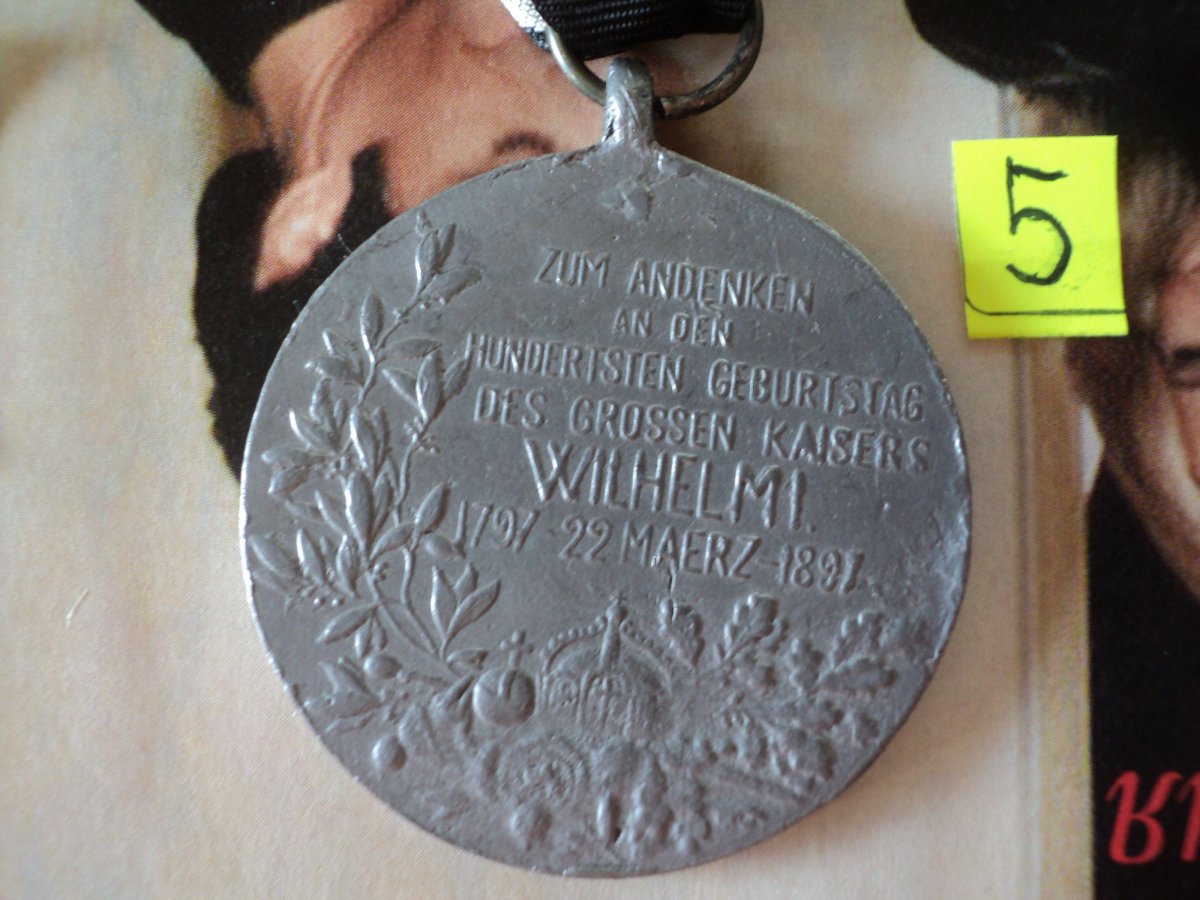 ZUM ANDENKEN
AN DEN
HUNDERTSTEN GEBURTSTAG
DES GROSSEN KAISERS
WILHELM I.
1797 - 22 MAERZ - 1897
5